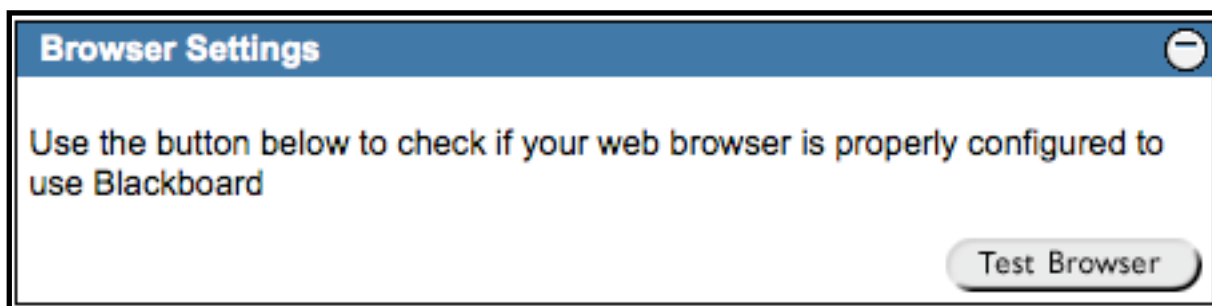 Browser Settings
Use the button below to check if your web browser is properly configured to
use Blackboard
Test Browser